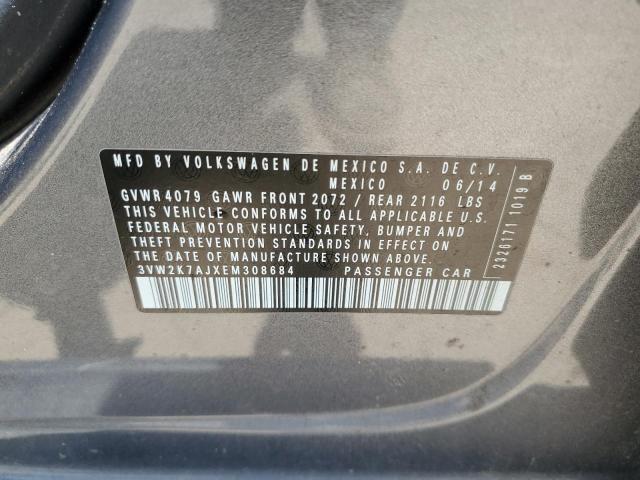 MFD BY VOLKSWAGEN DE MEXICO S.A. DE C.V.
MEXICO 06/14
GVWR 4079 GAWR FRONT 2072 / REAR 2116 LBS
THIS VEHICLE CONFORMS TO ALL APPLICABLE U.S.
FEDERAL MOTOR VEHICLE SAFETY, BUMPER AND
THEFT PREVENTION STANDARDS IN EFFECT ON
THE DATE OF MANUFACTURE SHOWN ABOVE.
3VW2K7AJXEM308684 PASSENGER CAR
2326171 1019 B